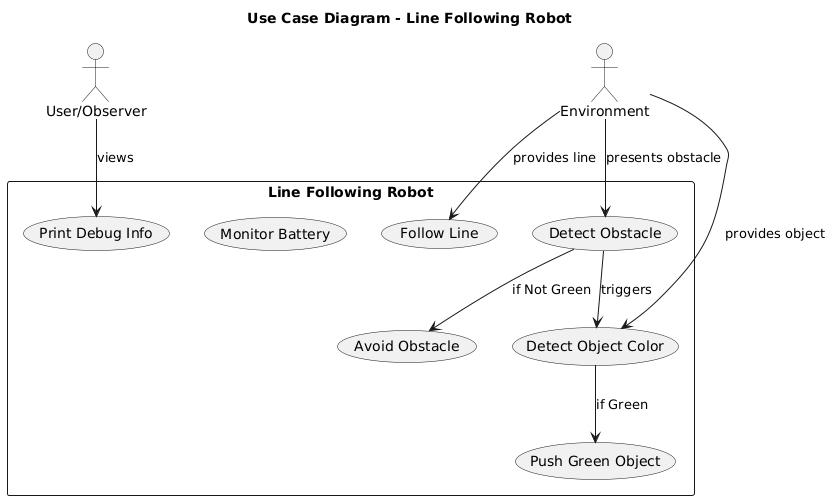 Use Case Diagram - Line Following Robot
User/Observer
Environment
views
provides line
presents obstacle
Line Following Robot
Print Debug Info
Monitor Battery
Follow Line
Detect Obstacle
provides object
if Not Green
triggers
Avoid Obstacle
Detect Object Color
if Green
Push Green Object